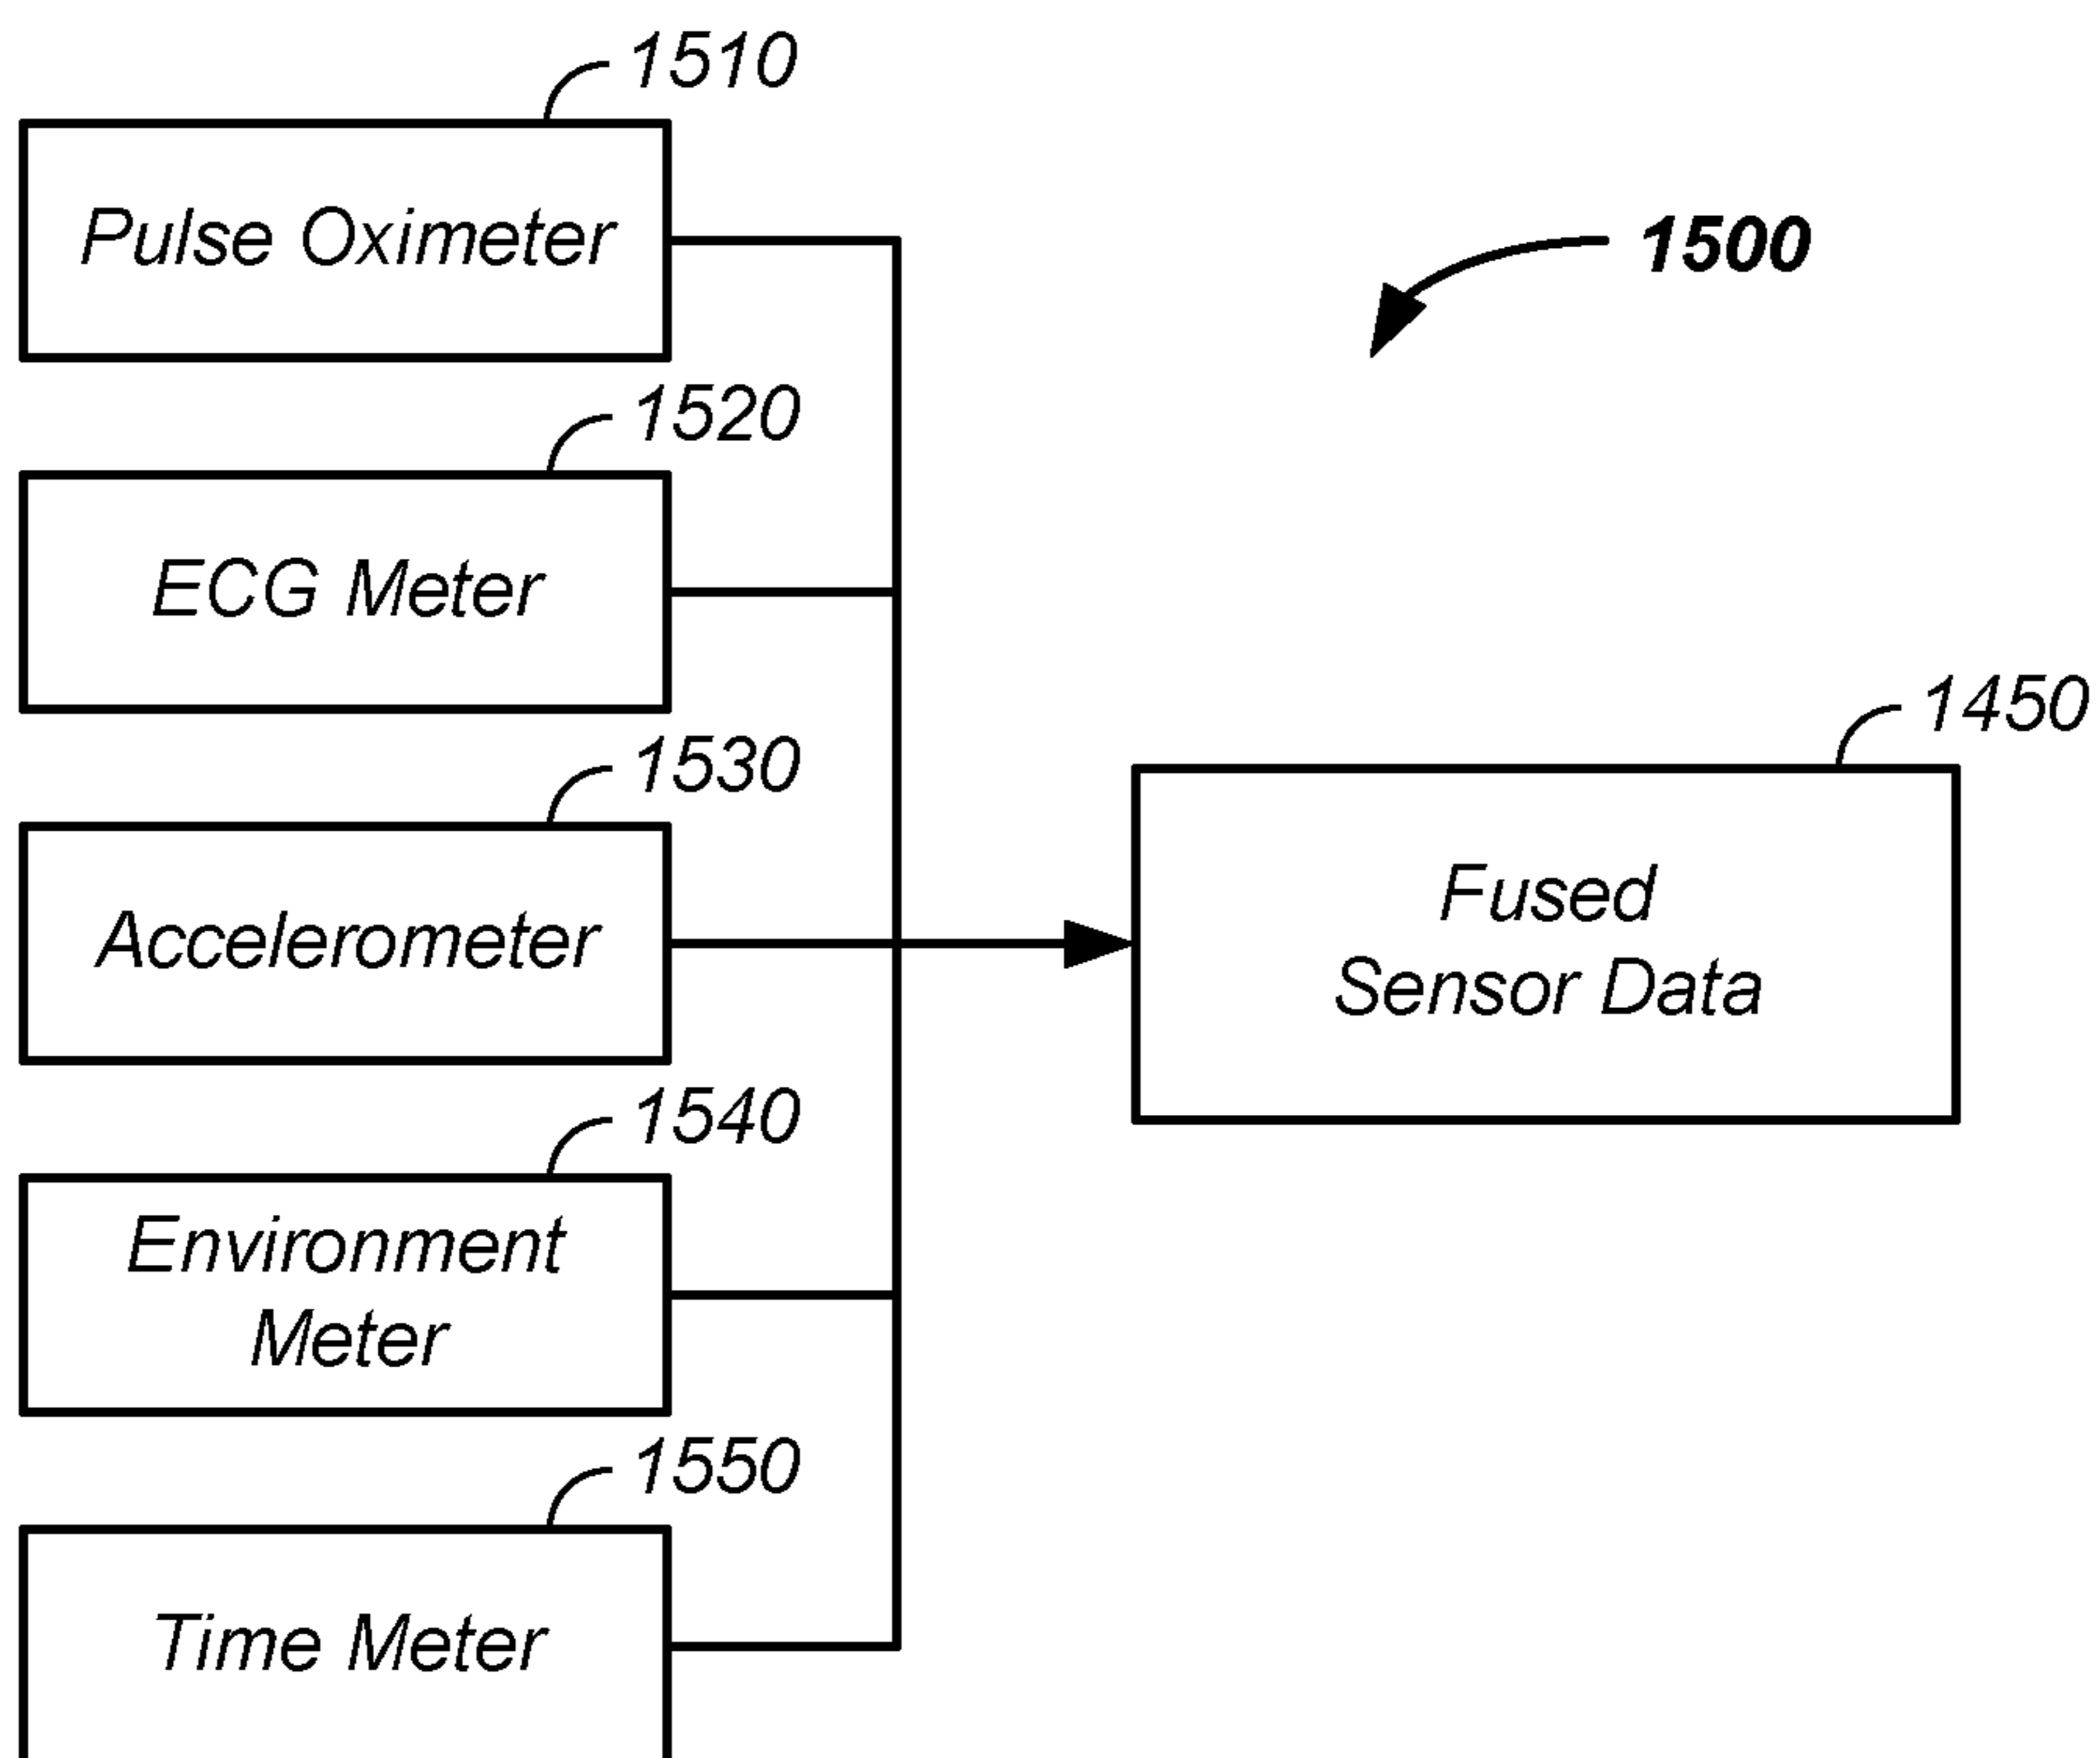 1510
Pulse Oximeter
1500
1520
ECG Meter
1450
1530
Fused
Sensor Data
Accelerometer
1540
Environment
Meter
1550
Time Meter